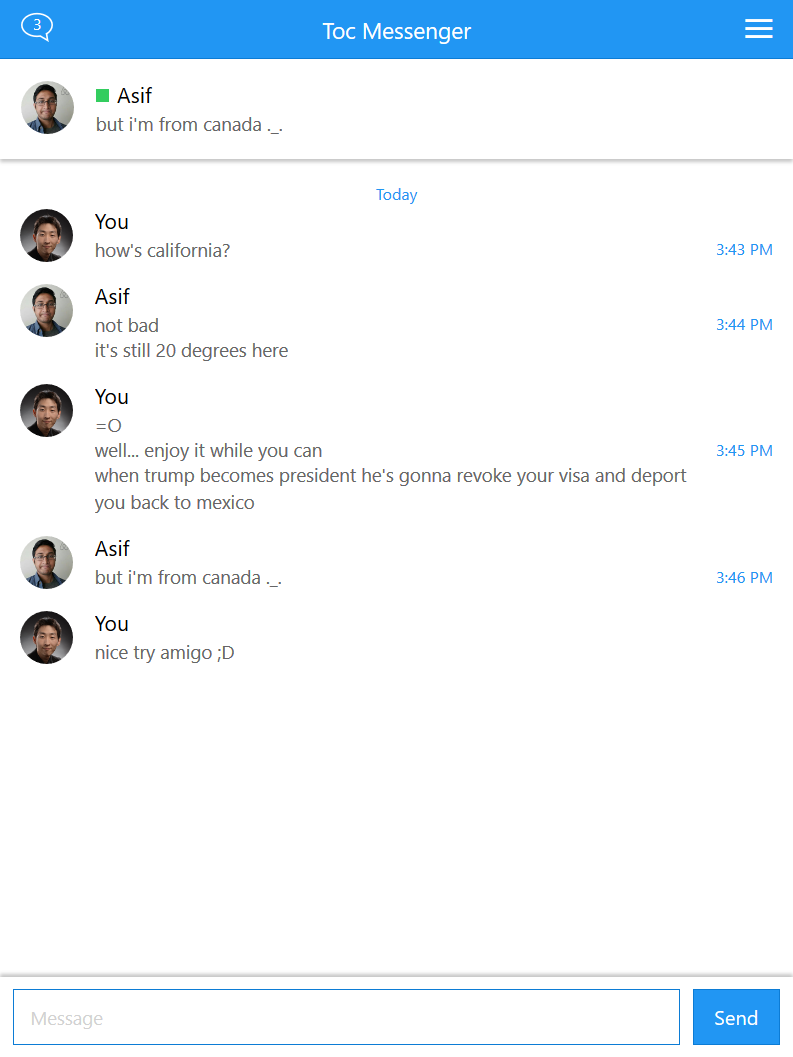 3
Toc Messenger
Asif
but i'm from canada ._.
Today
You
how's california?
3:43 PM
Asif
not bad
3:44 PM
it's still 20 degrees here
You
=O
well... enjoy it while you can
3:45 PM
when trump becomes president he's gonna revoke your visa and deport
you back to mexico
Asif
but i'm from canada ._.
3:46 PM
You
nice try amigo ;D
Message
Send